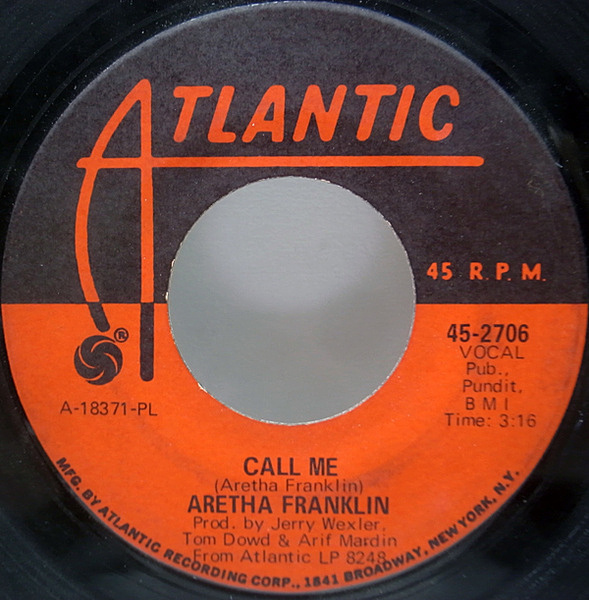 ATLANTIC
45 R.P.M.
®
45-2706
VOCAL
Pub.,
Pundit,
BMI
Time: 3:16
A-18371-PL
CALL ME
(Aretha Franklin)
ARETHA FRANKLIN
Prod. by Jerry Wexler,
Tom Dowd & Arif Mardin
From Atlantic LP 8248
MFG. BY ATLANTIC RECORDING CORP., 1841 BROADWAY, NEW YORK, N.Y.